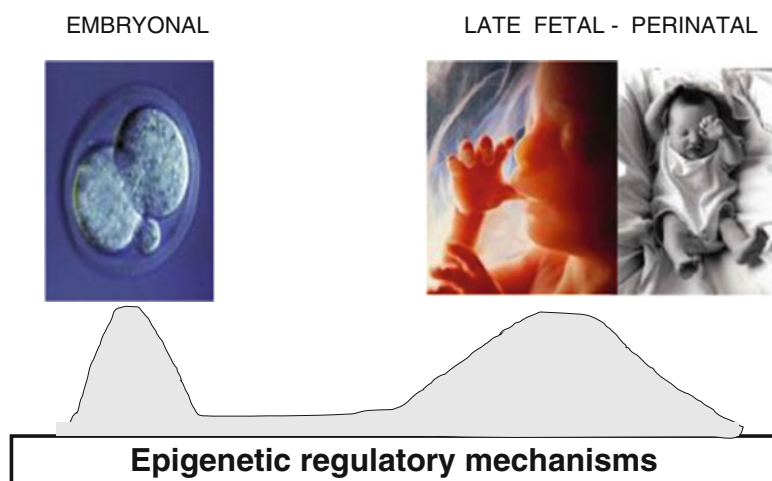 EMBRYONAL
LATE FETAL - PERINATAL
Epigenetic regulatory mechanisms